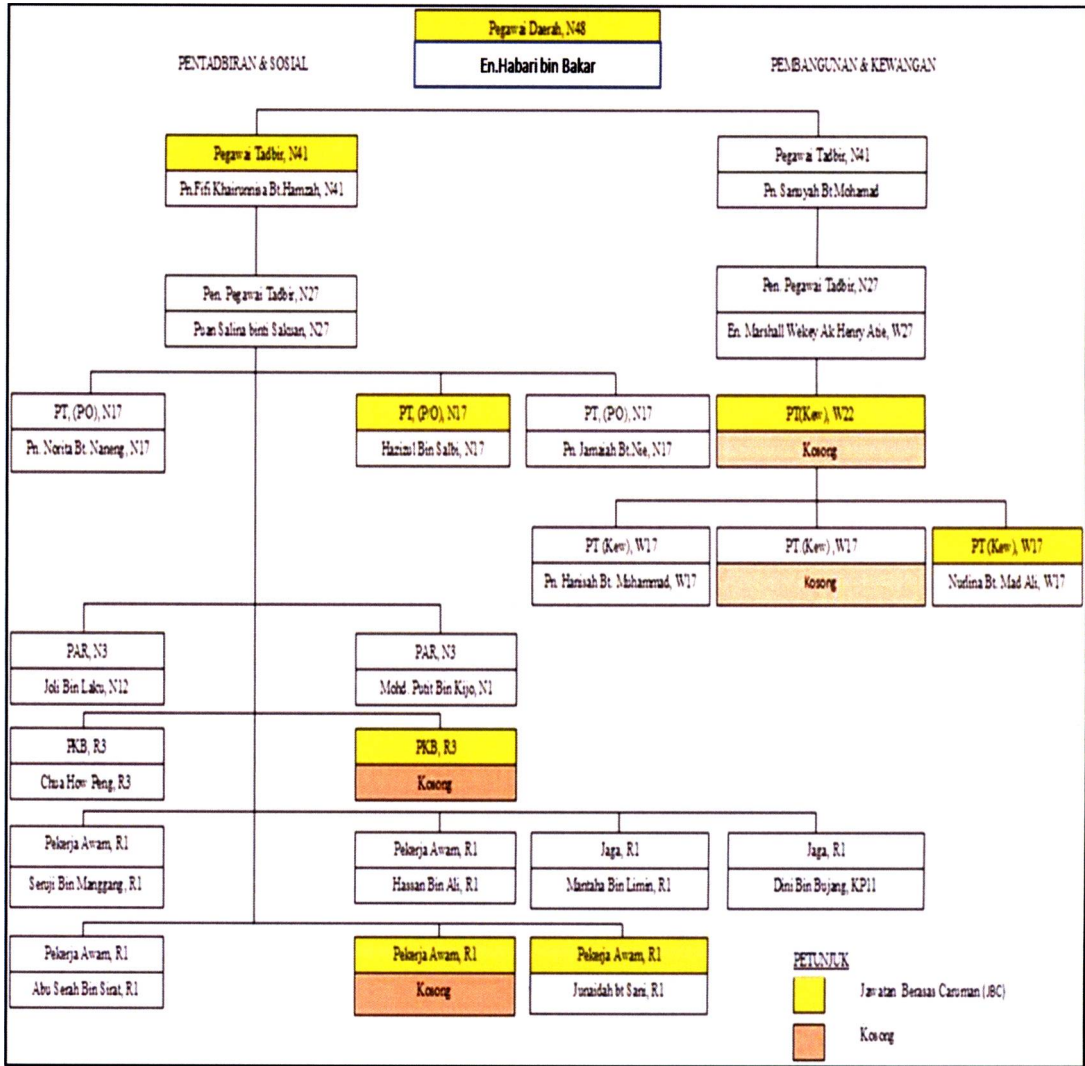 Pegawai Daerah, N48
En.Habari bin Bakar
PENTADBIRAN & SOSIAL
PEMBANGUNAN & KEWANGAN
Pegawai Tadbir, N41
Pn.Fifi Khairunnisa Bt.Hamzah, N41
Pegawai Tadbir, N41
Pn. Saruyah Bt.Mohamad
Pen. Pegawai Tadbir, N27
Puan Salina binti Sakuan, N27
Pen. Pegawai Tadbir, N27
En. Marshall Wekey Ak Henry Atie, W27
PT, (PO), N17
Pn. Norita Bt. Naneng, N17
PT, (P/O), N17
Hazizul Bin Salbi, N17
PT, (PO), N17
Pn. Jamaiah Bt.Nie, N17
PT(Kew), W22
Kosong
PT (Kew), W17
Pn. Hanisah Bt. Muhammad, W17
PT (Kew), W17
Kosong
PT (Kew), W17
Nurlina Bt. Mad Ali, W17
PAR, N3
Joli Bin Laku, N12
PAR, N3
Mohd. Putit Bin Kijo, N1
PKB, R3
Chua How Peng, R3
PKB, R3
Kosong
Pekerja Awam, R1
Seruji Bin Manggang, R1
Pekerja Awam, R1
Hassan Bin Ali, R1
Jaga, R1
Mantaha Bin Limin, R1
Jaga, R1
Dini Bin Bujang, KP11
Pekerja Awam, R1
Abu Serah Bin Sirat, R1
Pekerja Awam, R1
Kosong
Pekerja Awam, R1
Junaidah bt Sani, R1
PETUNJUK
Jawatan Berasas Caruman (JBC)
Kosong